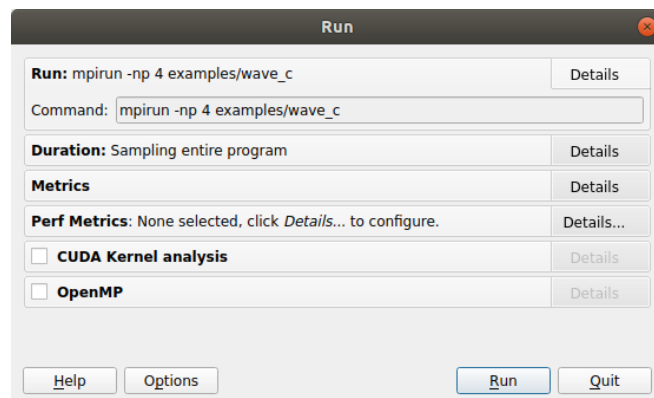 Run
Run: mpirun -np 4 examples/wave_c Details
Command: mpirun -np 4 examples/wave_c
Duration: Sampling entire program Details
Metrics Details
Perf Metrics: None selected, click Details... to configure. Details...
CUDA Kernel analysis Details
OpenMP Details
Help Options Run Quit